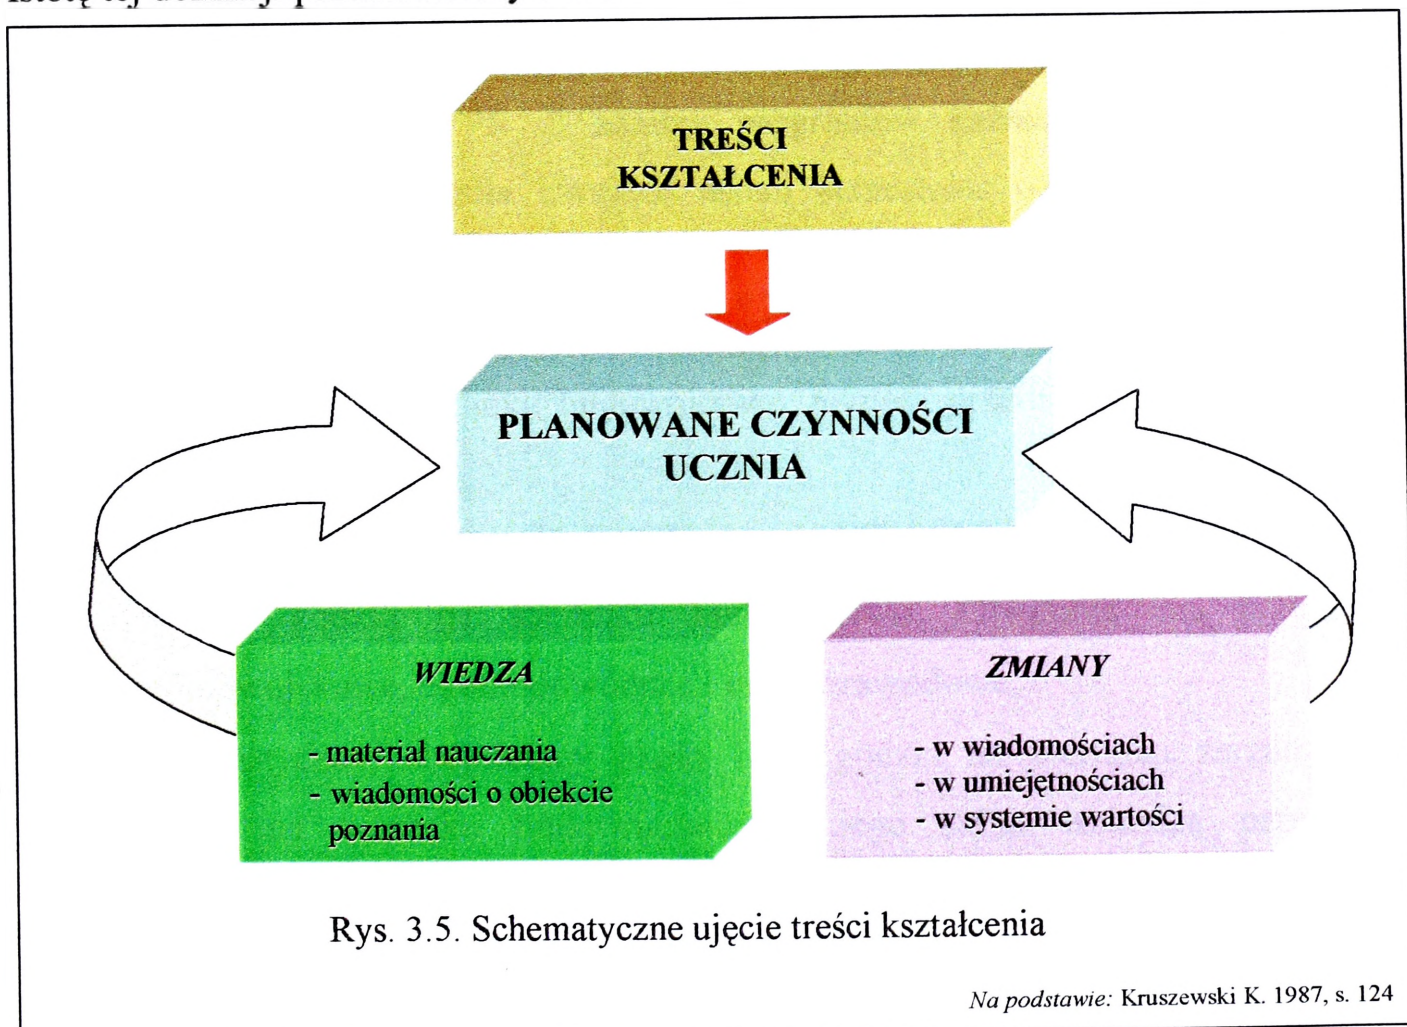 TREŚCI
KSZTAŁCENIA
PLANOWANE CZYNNOŚCI
UCZNIA
WIEDZA
- materiał nauczania
- wiadomości o obiekcie
poznania
ZMIANY
- w wiadomościach
- w umiejętnościach
- w systemie wartości
Rys. 3.5. Schematyczne ujęcie treści kształcenia
Na podstawie: Kruszewski K. 1987, s. 124